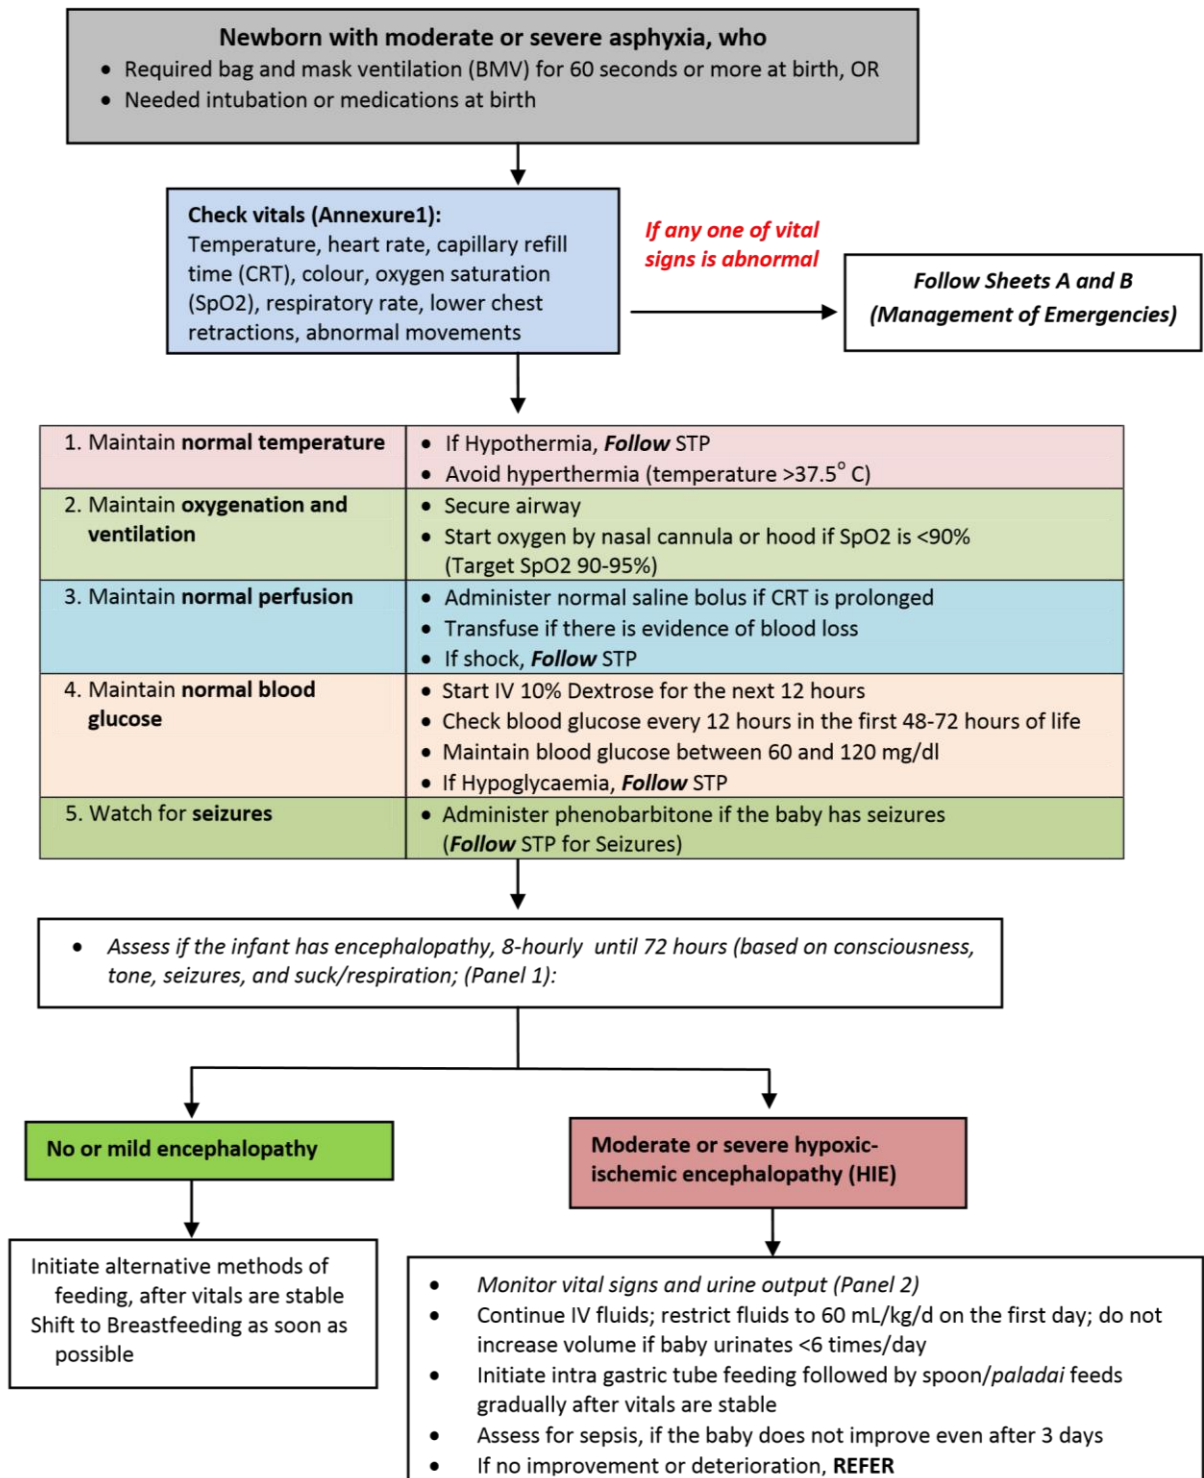 Newborn with moderate or severe asphyxia, who
• Required bag and mask ventilation (BMV) for 60 seconds or more at birth, OR
• Needed intubation or medications at birth
Check vitals (Annexure1):
Temperature, heart rate, capillary refill
time (CRT), colour, oxygen saturation
(SpO2), respiratory rate, lower chest
retractions, abnormal movements
If any one of vital
signs is abnormal
Follow Sheets A and B
(Management of Emergencies)
1. Maintain normal temperature
• If Hypothermia, Follow STP
• Avoid hyperthermia (temperature >37.5° C)
2. Maintain oxygenation and
ventilation
• Secure airway
• Start oxygen by nasal cannula or hood if SpO2 is <90%
(Target SpO2 90-95%)
3. Maintain normal perfusion
• Administer normal saline bolus if CRT is prolonged
• Transfuse if there is evidence of blood loss
• If shock, Follow STP
4. Maintain normal blood
glucose
• Start IV 10% Dextrose for the next 12 hours
• Check blood glucose every 12 hours in the first 48-72 hours of life
• Maintain blood glucose between 60 and 120 mg/dl
• If Hypoglycaemia, Follow STP
5. Watch for seizures
• Administer phenobarbitone if the baby has seizures
(Follow STP for Seizures)
• Assess if the infant has encephalopathy, 8-hourly until 72 hours (based on consciousness,
tone, seizures, and suck/respiration; (Panel 1):
No or mild encephalopathy
Initiate alternative methods of
feeding, after vitals are stable
Shift to Breastfeeding as soon as
possible
Moderate or severe hypoxic-
ischemic encephalopathy (HIE)
• Monitor vital signs and urine output (Panel 2)
• Continue IV fluids; restrict fluids to 60 mL/kg/d on the first day; do not
increase volume if baby urinates <6 times/day
• Initiate intra gastric tube feeding followed by spoon/paladai feeds
gradually after vitals are stable
• Assess for sepsis, if the baby does not improve even after 3 days
• If no improvement or deterioration, REFER